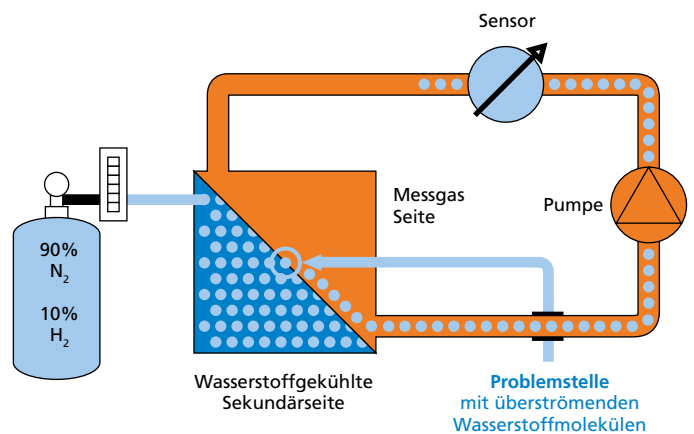 Sensor
Messgas
Seite
Pumpe
90%
N₂
10%
H₂
Wasserstoffgekühlte
Sekundärseite
Problemstelle
mit überströmenden
Wasserstoffmolekülen